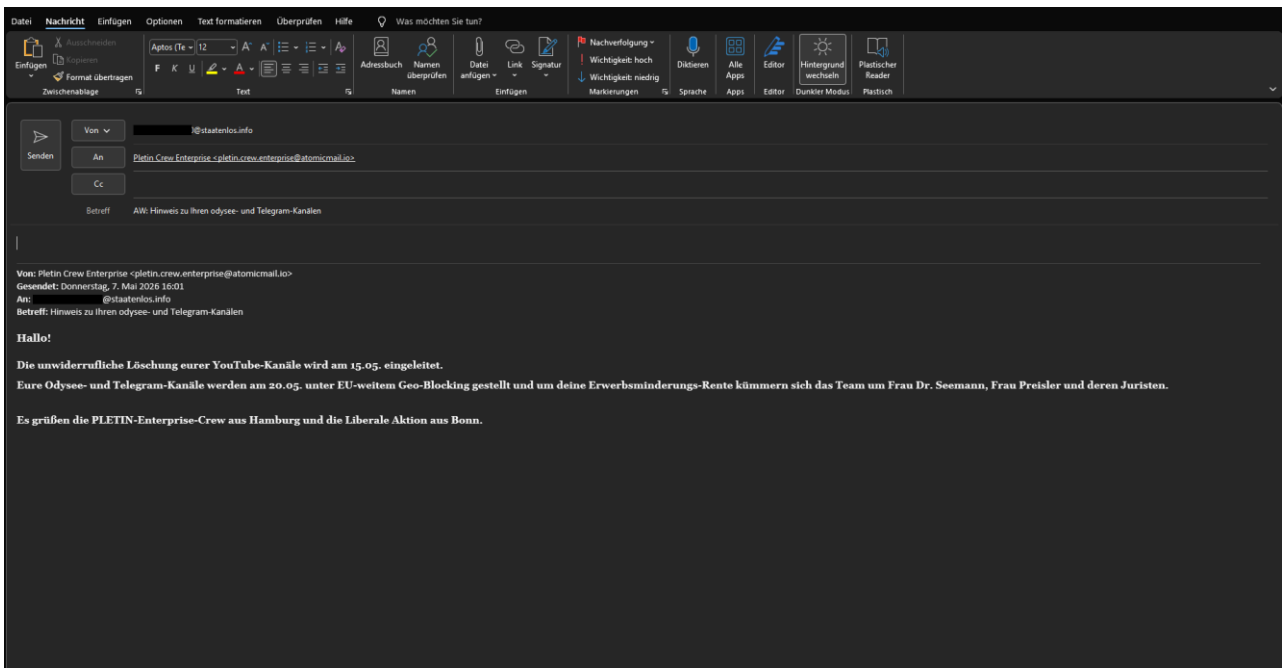 Datei Nachricht Einfügen Optionen Text formatieren Überprüfen Hilfe Was möchten Sie tun?
Einfügen
Ausschneiden
Kopieren
Format übertragen
Zwischenablage
Aptos (Te 12
F K U
Text
Adressbuch
Namen überprüfen
Namen
Datei anfügen
Link
Signatur
Einfügen
Nachverfolgung
Wichtigkeit: hoch
Wichtigkeit: niedrig
Markierungen
Diktieren
Sprache
Alle Apps
Apps
Editor
Editor
Hintergrund wechseln
Dunkler Modus
Plastischer Reader
Plastisch
Senden
Von @staatenlos.info
An Pletin Crew Enterprise <pletin.crew.enterprise@atomicmail.io>
Cc
Betreff AW: Hinweis zu Ihren odysee- und Telegram-Kanälen
Von: Pletin Crew Enterprise <pletin.crew.enterprise@atomicmail.io>
Gesendet: Donnerstag, 7. Mai 2026 16:01
An: @staatenlos.info
Betreff: Hinweis zu Ihren odysee- und Telegram-Kanälen
Hallo!
Die unwiderrufliche Löschung eurer YouTube-Kanäle wird am 15.05. eingeleitet.
Eure Odysee- und Telegram-Kanäle werden am 20.05. unter EU-weitem Geo-Blocking gestellt und um deine Erwerbsminderungs-Rente kümmern sich das Team um Frau Dr. Seemann, Frau Preisler und deren Juristen.
Es grüßen die PLETIN-Enterprise-Crew aus Hamburg und die Liberale Aktion aus Bonn.